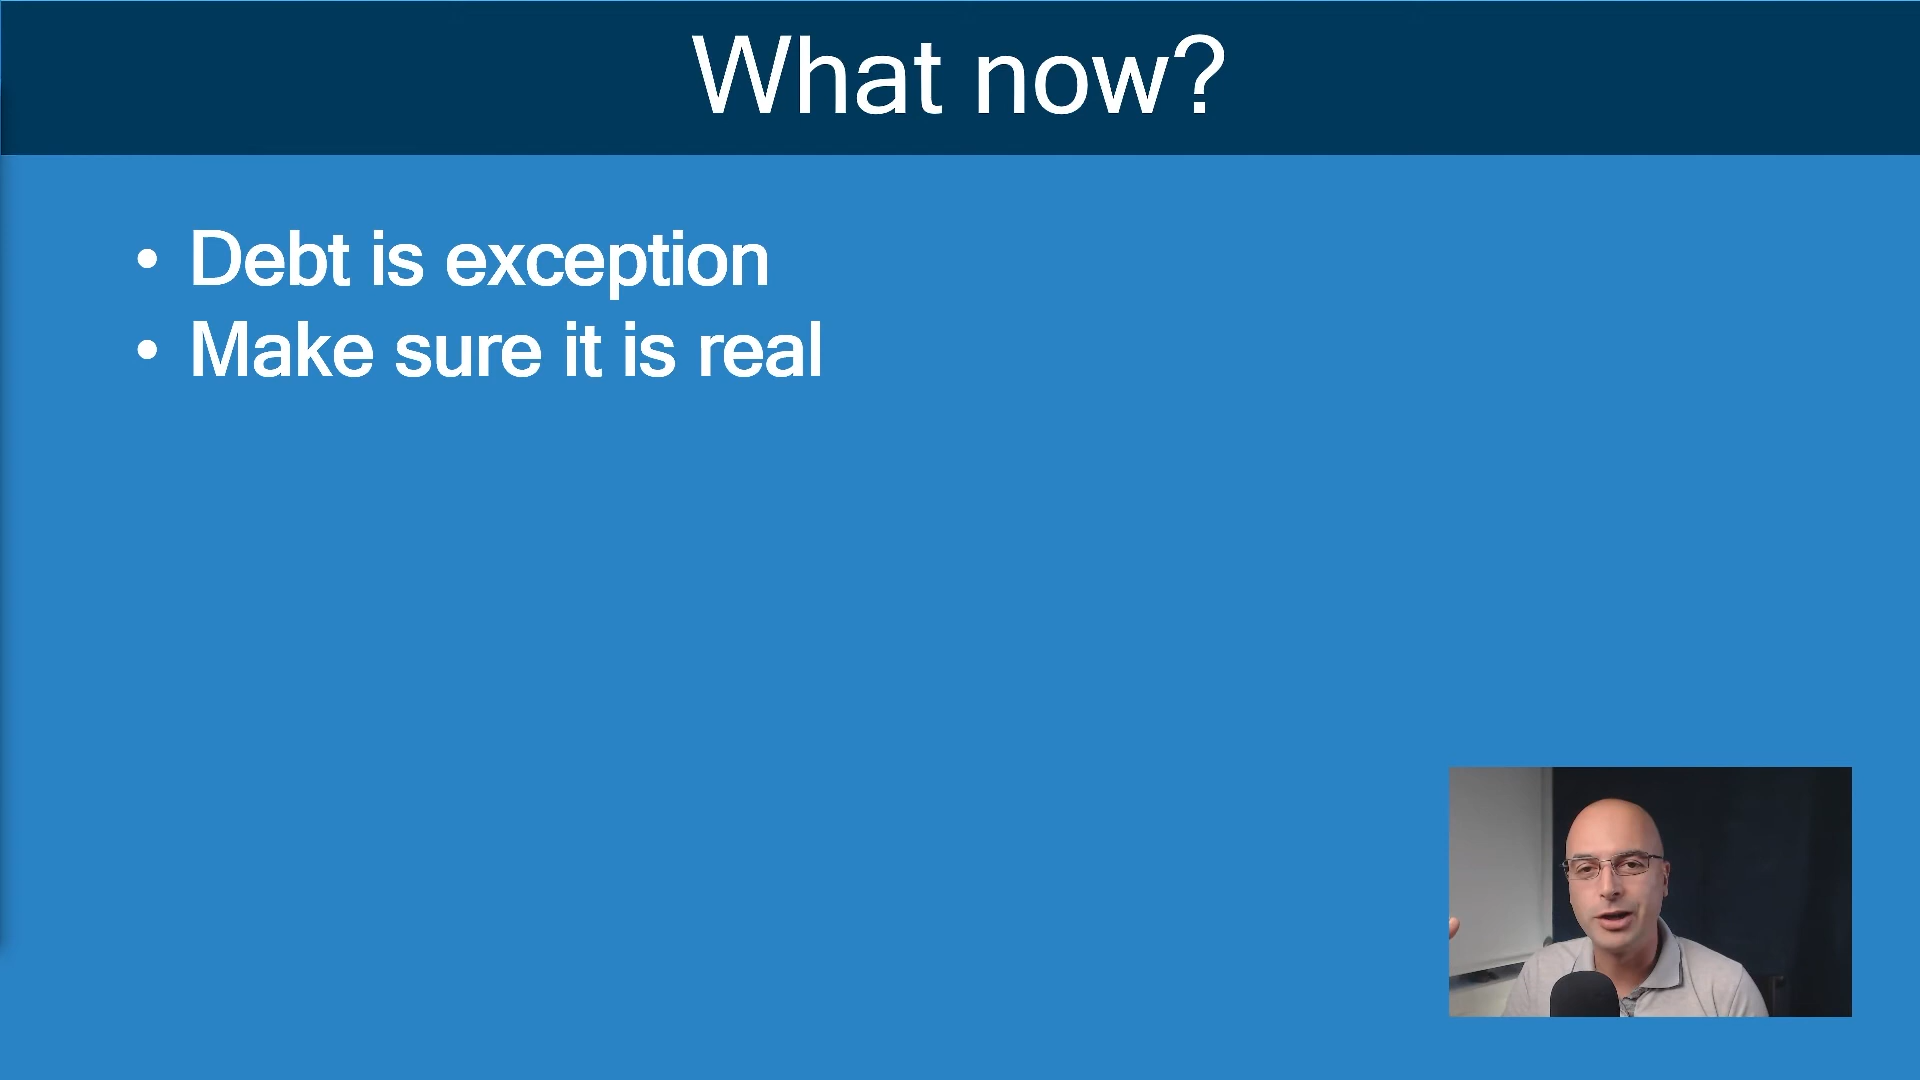 What now?
• Debt is exception
• Make sure it is real